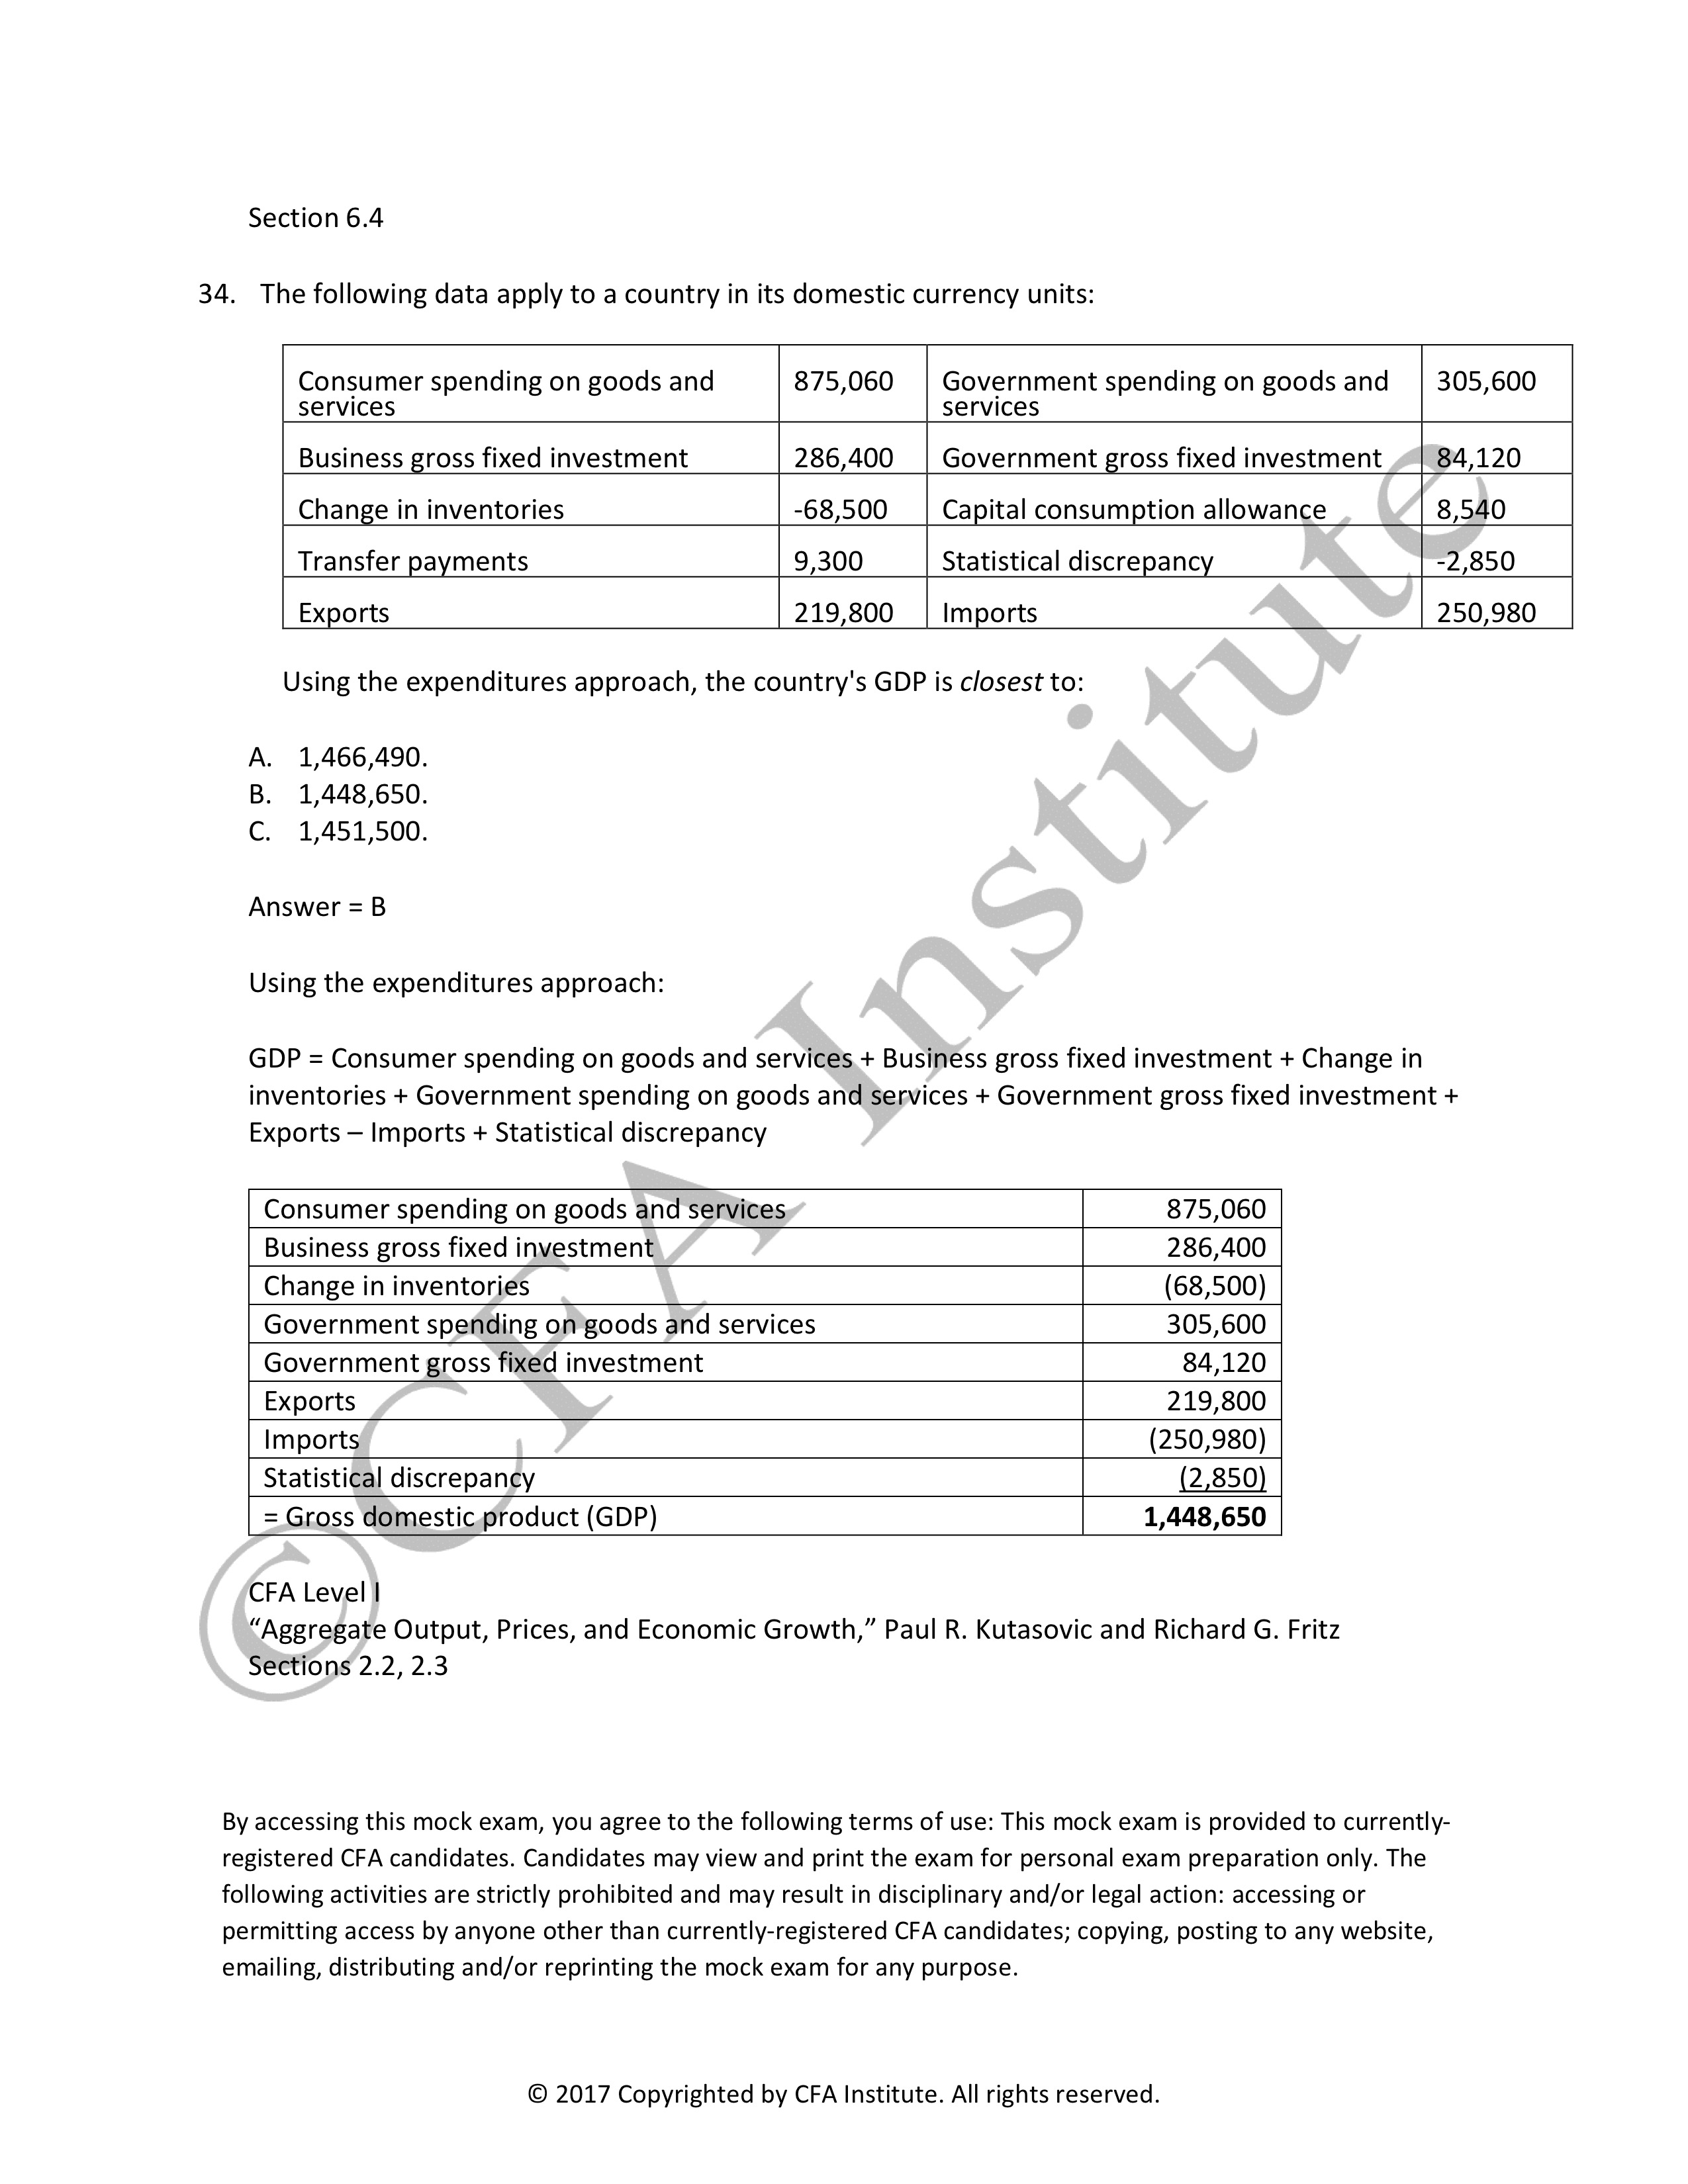 Section 6.4
34. The following data apply to a country in its domestic currency units:
Consumer spending on goods and services 875,060 Government spending on goods and services 305,600
Business gross fixed investment 286,400 Government gross fixed investment 84,120
Change in inventories -68,500 Capital consumption allowance 8,540
Transfer payments 9,300 Statistical discrepancy -2,850
Exports 219,800 Imports 250,980
Using the expenditures approach, the country's GDP is closest to:
A. 1,466,490.
B. 1,448,650.
C. 1,451,500.
Answer = B
Using the expenditures approach:
GDP = Consumer spending on goods and services + Business gross fixed investment + Change in
inventories + Government spending on goods and services + Government gross fixed investment +
Exports – Imports + Statistical discrepancy
Consumer spending on goods and services 875,060
Business gross fixed investment 286,400
Change in inventories (68,500)
Government spending on goods and services 305,600
Government gross fixed investment 84,120
Exports 219,800
Imports (250,980)
Statistical discrepancy (2,850)
= Gross domestic product (GDP) 1,448,650
CFA Level I
“Aggregate Output, Prices, and Economic Growth,” Paul R. Kutasovic and Richard G. Fritz
Sections 2.2, 2.3
By accessing this mock exam, you agree to the following terms of use: This mock exam is provided to currently-
registered CFA candidates. Candidates may view and print the exam for personal exam preparation only. The
following activities are strictly prohibited and may result in disciplinary and/or legal action: accessing or
permitting access by anyone other than currently-registered CFA candidates; copying, posting to any website,
emailing, distributing and/or reprinting the mock exam for any purpose.
© 2017 Copyrighted by CFA Institute. All rights reserved.
© CFA Institute